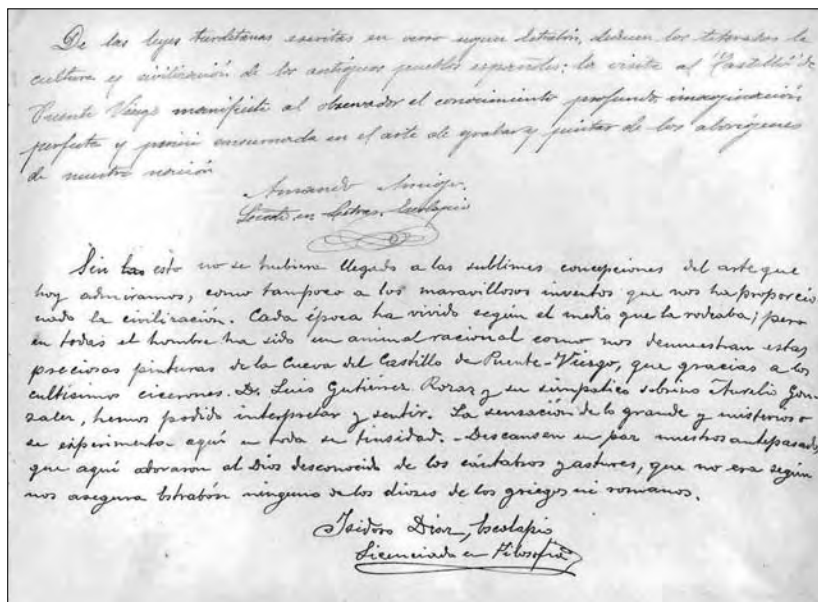 De las leyes turdetanas escritas en verso segun Estrabón, deducen los literatos la
cultura y civilización de los antiguos pueblos españoles: la visita al "Castillo" de
Puente Viesgo manifiesta al observador el conocimiento profundo, imaginación
perfecta y pericia consumada en el arte de grabar y pintar de los aborígenes
de nuestra nación
Armando Amigo.
en Letras. Escolapio
Sin esto no se hubiera llegado a las sublimes concepciones del arte que
hoy admiramos, como tampoco a los maravillosos inventos que nos ha proporcio
nado la civilización. Cada época ha vivido según el medio que la rodeaba; pero
en todas el hombre ha sido un animal racional como nos demuestran estas
preciosas pinturas de la Cueva del Castillo de Puente-Viesgo, que gracias a los
cultísimos cicerones. D. Luis Gutiérrez Rozas y su simpatico sobrino Aurelio Gon
zalez, hemos podido interpretar y sentir. La sensación de lo grande y misterioso
se experimenta aquí en toda su tinsidad. - Descansen en paz nuestros antepasados
que aquí adoraron al Dios desconocido de los cántabros y astures, que no era según
nos asegura Estrabón ninguno de los dioses de los griegos ni romanos.
Isidoro Díaz, Escolapio
Licenciado en Filosofía